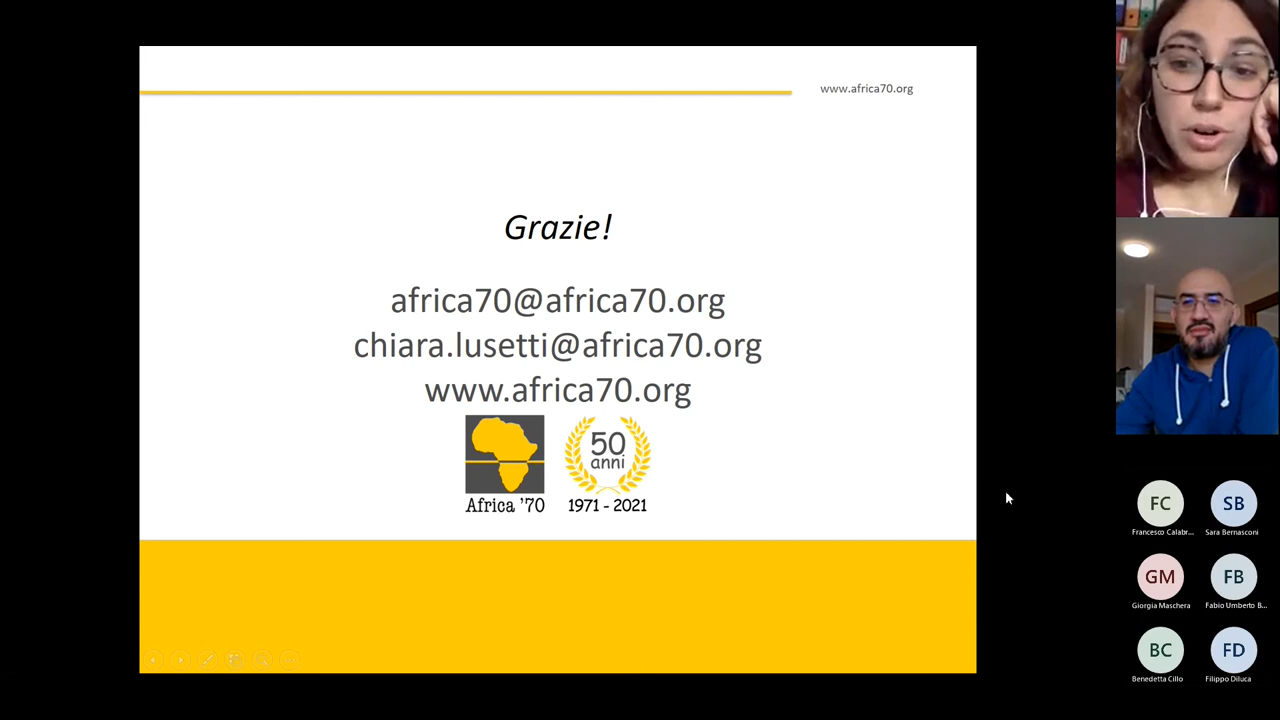 www.africa70.org
Grazie!
africa70@africa70.org
chiara.lusetti@africa70.org
www.africa70.org
50
anni
Africa '70
1971 - 2021
FC
SB
Francesco Calabr...
Sara Bernasconi
GM
FB
Giorgia Maschera
Fabio Umberto B...
BC
FD
Benedetta Cillo
Filippo Diluca